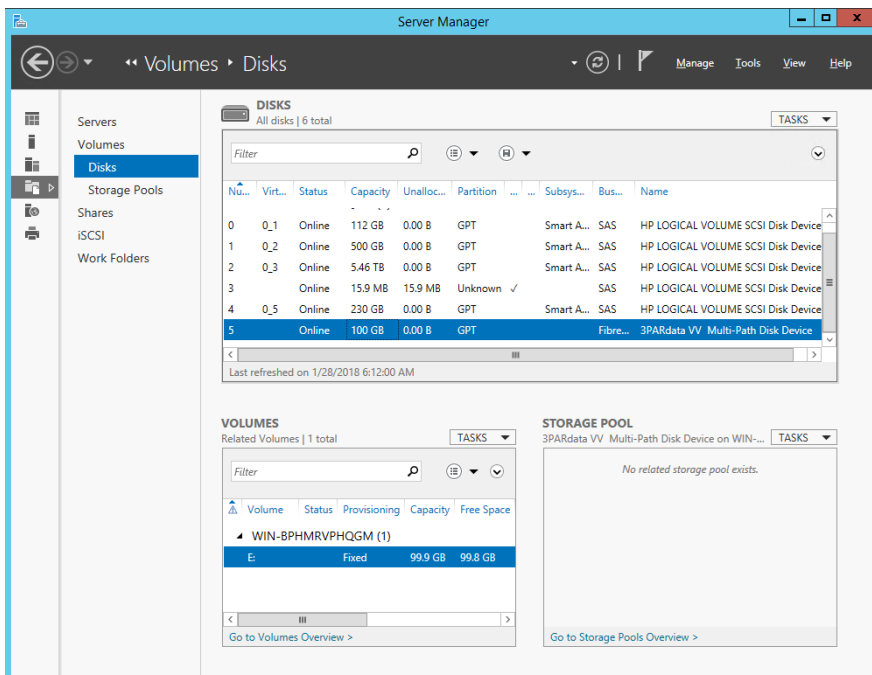 Server Manager
Volumes Disks
Manage Tools View Help
Servers
Volumes
Disks
Storage Pools
Shares
iSCSI
Work Folders
DISKS
All disks | 6 total
TASKS
Filter
Nu... Virt... Status Capacity Unalloc... Partition ... ... Subsys... Bus... Name
0 0_1 Online 112 GB 0.00 B GPT Smart A... SAS HP LOGICAL VOLUME SCSI Disk Device
1 0_2 Online 500 GB 0.00 B GPT Smart A... SAS HP LOGICAL VOLUME SCSI Disk Device
2 0_3 Online 5.46 TB 0.00 B GPT Smart A... SAS HP LOGICAL VOLUME SCSI Disk Device
3 Online 15.9 MB 15.9 MB Unknown ✓ SAS HP LOGICAL VOLUME SCSI Disk Device
4 0_5 Online 230 GB 0.00 B GPT Smart A... SAS HP LOGICAL VOLUME SCSI Disk Device
5 Online 100 GB 0.00 B GPT Fibre... 3PARdata VV Multi-Path Disk Device
Last refreshed on 1/28/2018 6:12:00 AM
VOLUMES
Related Volumes | 1 total
TASKS
Filter
Volume Status Provisioning Capacity Free Space
WIN-BPHMRVPHQGM (1)
E: Fixed 99.9 GB 99.8 GB
Go to Volumes Overview >
STORAGE POOL
3PARdata VV Multi-Path Disk Device on WIN-...
TASKS
No related storage pool exists.
Go to Storage Pools Overview >